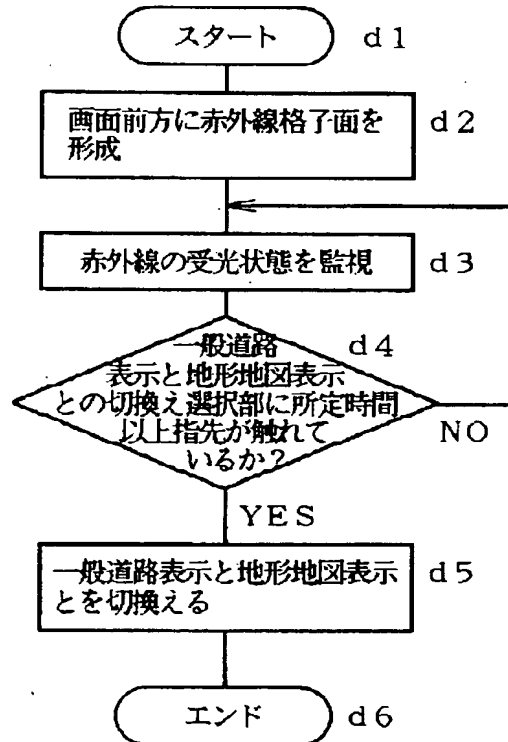 スタート d1
画面前方に赤外線格子面を d2
形成
赤外線の受光状態を監視 d3
一般道路 d4
表示と地形地図表示
との切換え選択部に所定時間
以上指先が触れて
いるか？ NO
YES
一般道路表示と地形地図表示 d5
とを切換える
エンド d6